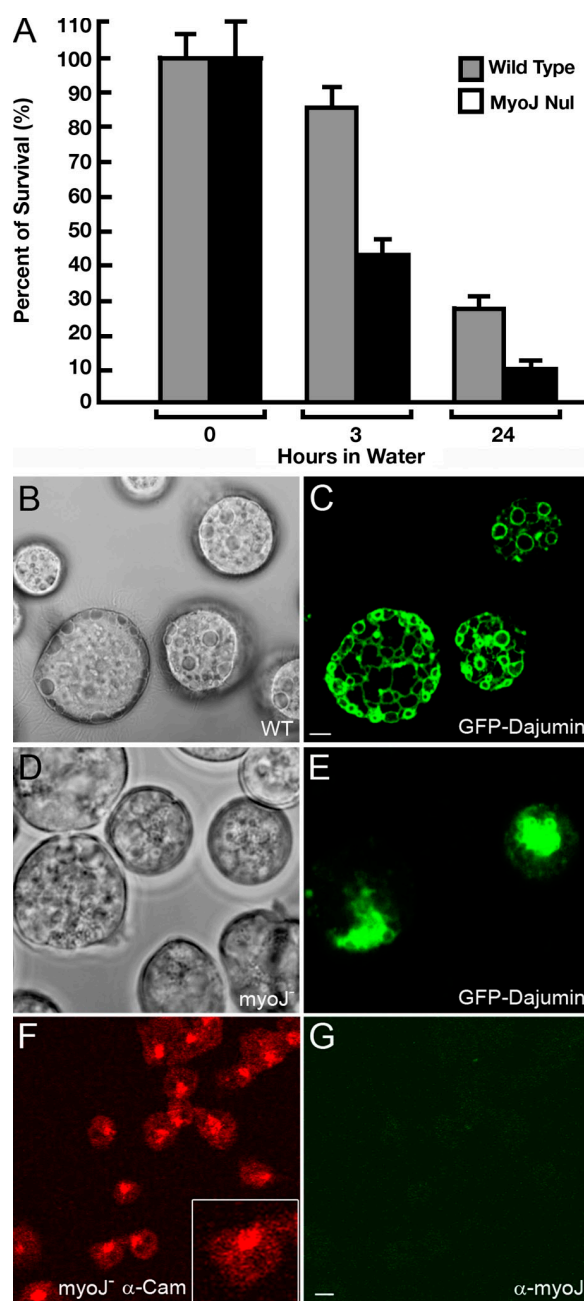 A
Percent of Survival (%)
110
100
90
80
70
60
50
40
30
20
10
0
Wild Type
MyoJ Nul
0
3
24
Hours in Water
B
WT
C
GFP-Dajumin
D
myoJ⁻
E
GFP-Dajumin
F
myoJ⁻ α-Cam
G
α-myoJ